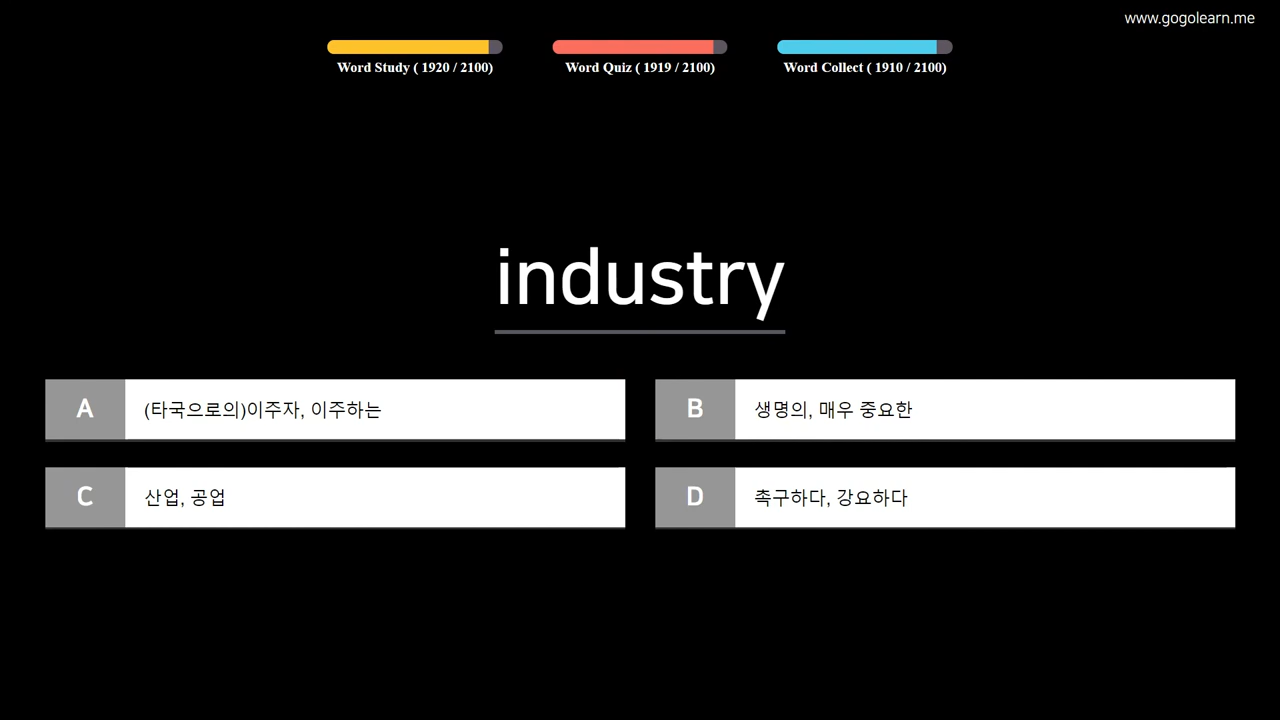 www.gogolearn.me
Word Study ( 1920 / 2100)
Word Quiz ( 1919 / 2100)
Word Collect ( 1910 / 2100)
industry
A (타국으로의)이주자, 이주하는
B 생명의, 매우 중요한
C 산업, 공업
D 촉구하다, 강요하다